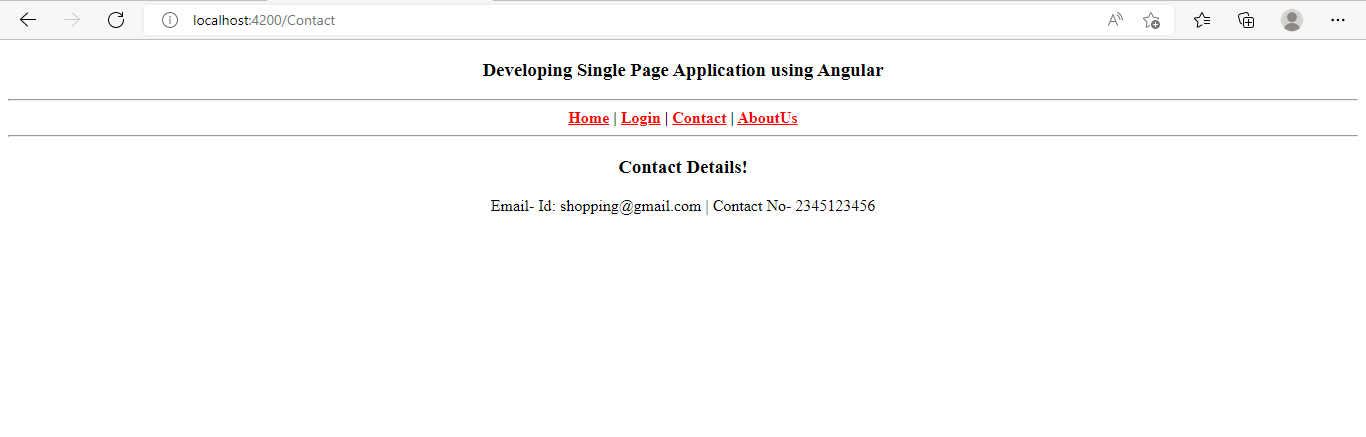 localhost:4200/Contact
Developing Single Page Application using Angular
Home | Login | Contact | AboutUs
Contact Details!
Email- Id: shopping@gmail.com | Contact No- 2345123456